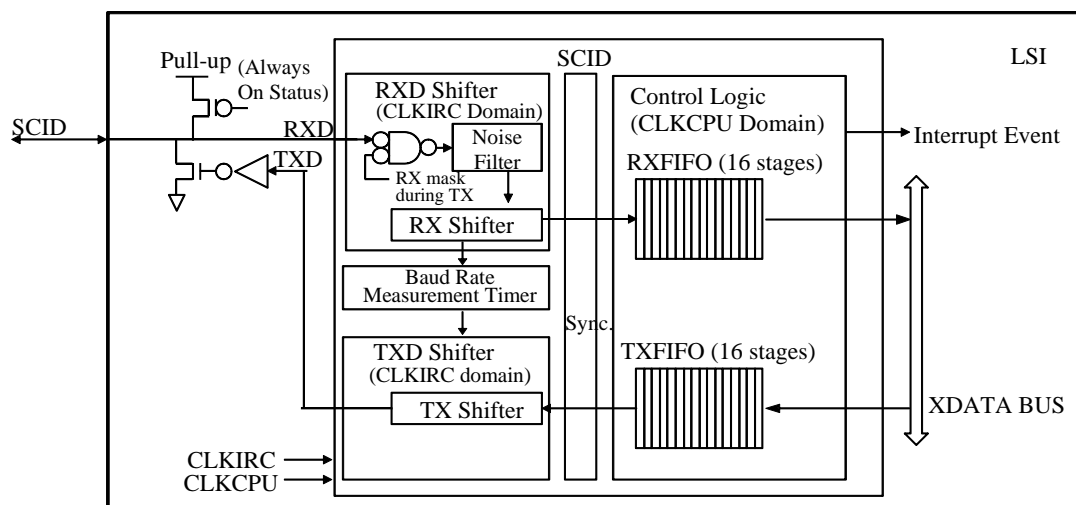 LSI
SCID
Pull-up
(Always
On Status)
SCID
RXD
TXD
RXD Shifter
(CLKIRC Domain)
Noise
Filter
RX mask
during TX
RX Shifter
Baud Rate
Measurement Timer
TXD Shifter
(CLKIRC domain)
TX Shifter
Sync.
Control Logic
(CLKCPU Domain)
RXFIFO (16 stages)
TXFIFO (16 stages)
Interrupt Event
XDATA BUS
CLKIRC
CLKCPU